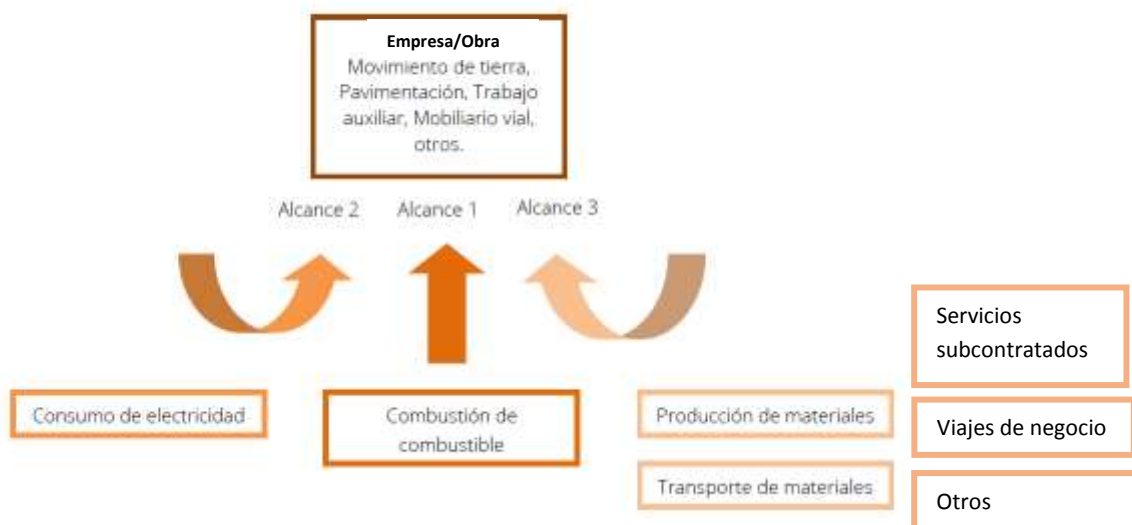 Empresa/Obra
Movimiento de tierra,
Pavimentación, Trabajo
auxiliar, Mobiliario vial,
otros.
Alcance 2
Alcance 1
Alcance 3
Consumo de electricidad
Combustión de
combustible
Producción de materiales
Transporte de materiales
Servicios
subcontratados
Viajes de negocio
Otros